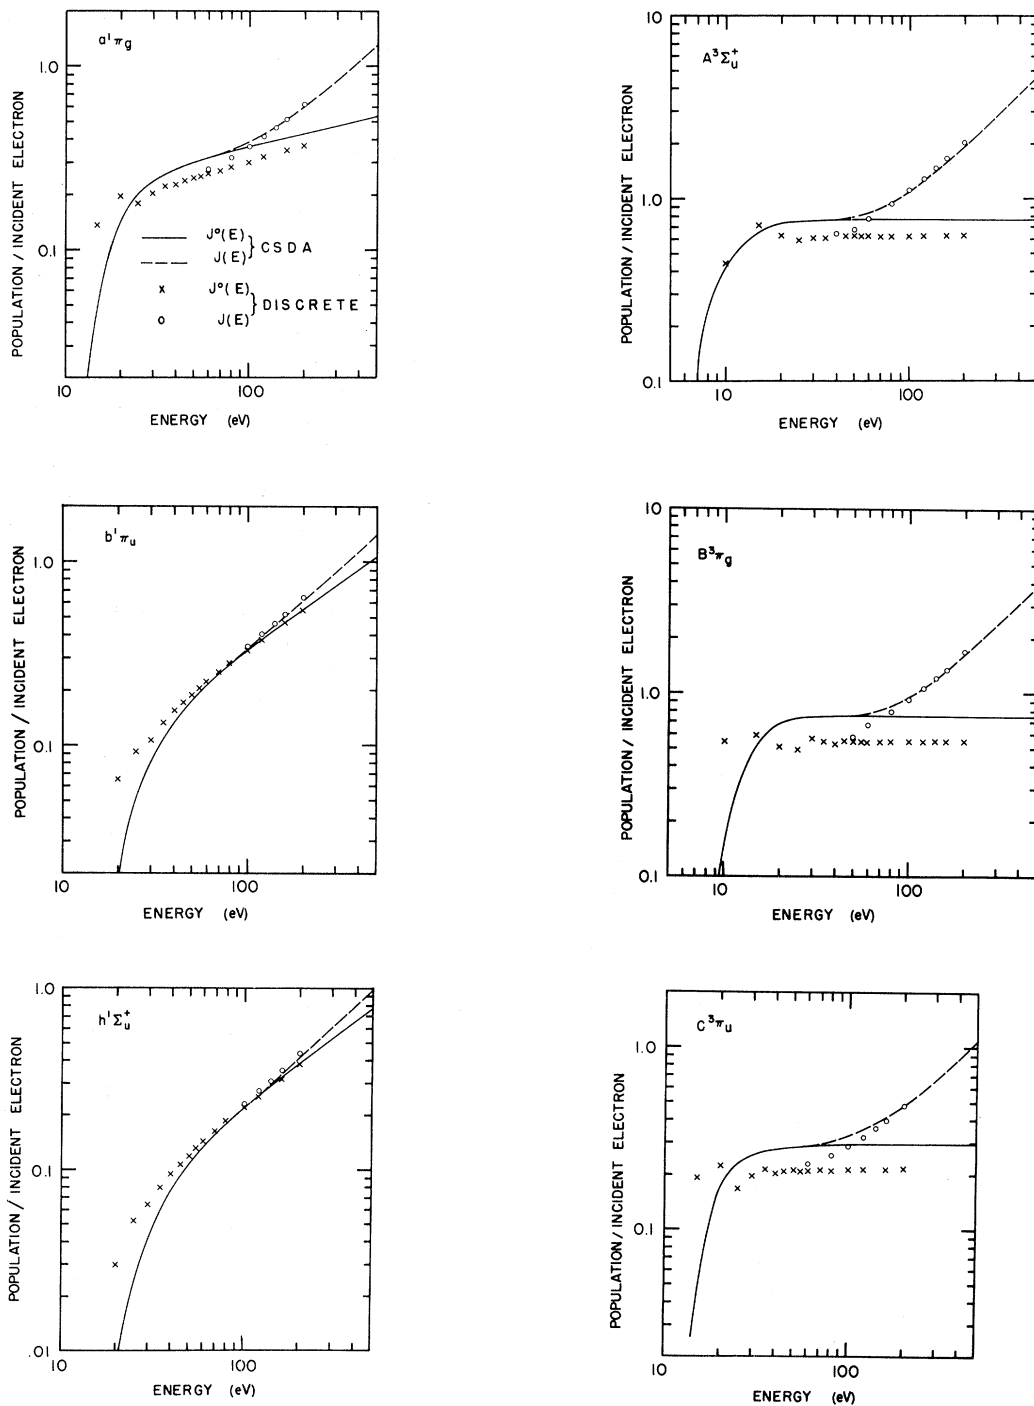 a¹πg
POPULATION / INCIDENT ELECTRON
1.0
0.1
J⁰(E)
J(E)
} CSDA
J⁰(E)
J(E)
} DISCRETE
10
100
ENERGY (eV)
A³Σu⁺
POPULATION / INCIDENT ELECTRON
10
1.0
0.1
10
100
ENERGY (eV)
b¹πu
POPULATION / INCIDENT ELECTRON
1.0
0.1
10
100
ENERGY (eV)
B³πg
POPULATION / INCIDENT ELECTRON
10
1.0
0.1
10
100
ENERGY (eV)
h¹Σu⁺
POPULATION / INCIDENT ELECTRON
1.0
0.1
.01
10
100
ENERGY (eV)
C³πu
POPULATION / INCIDENT ELECTRON
1.0
0.1
10
100
ENERGY (eV)